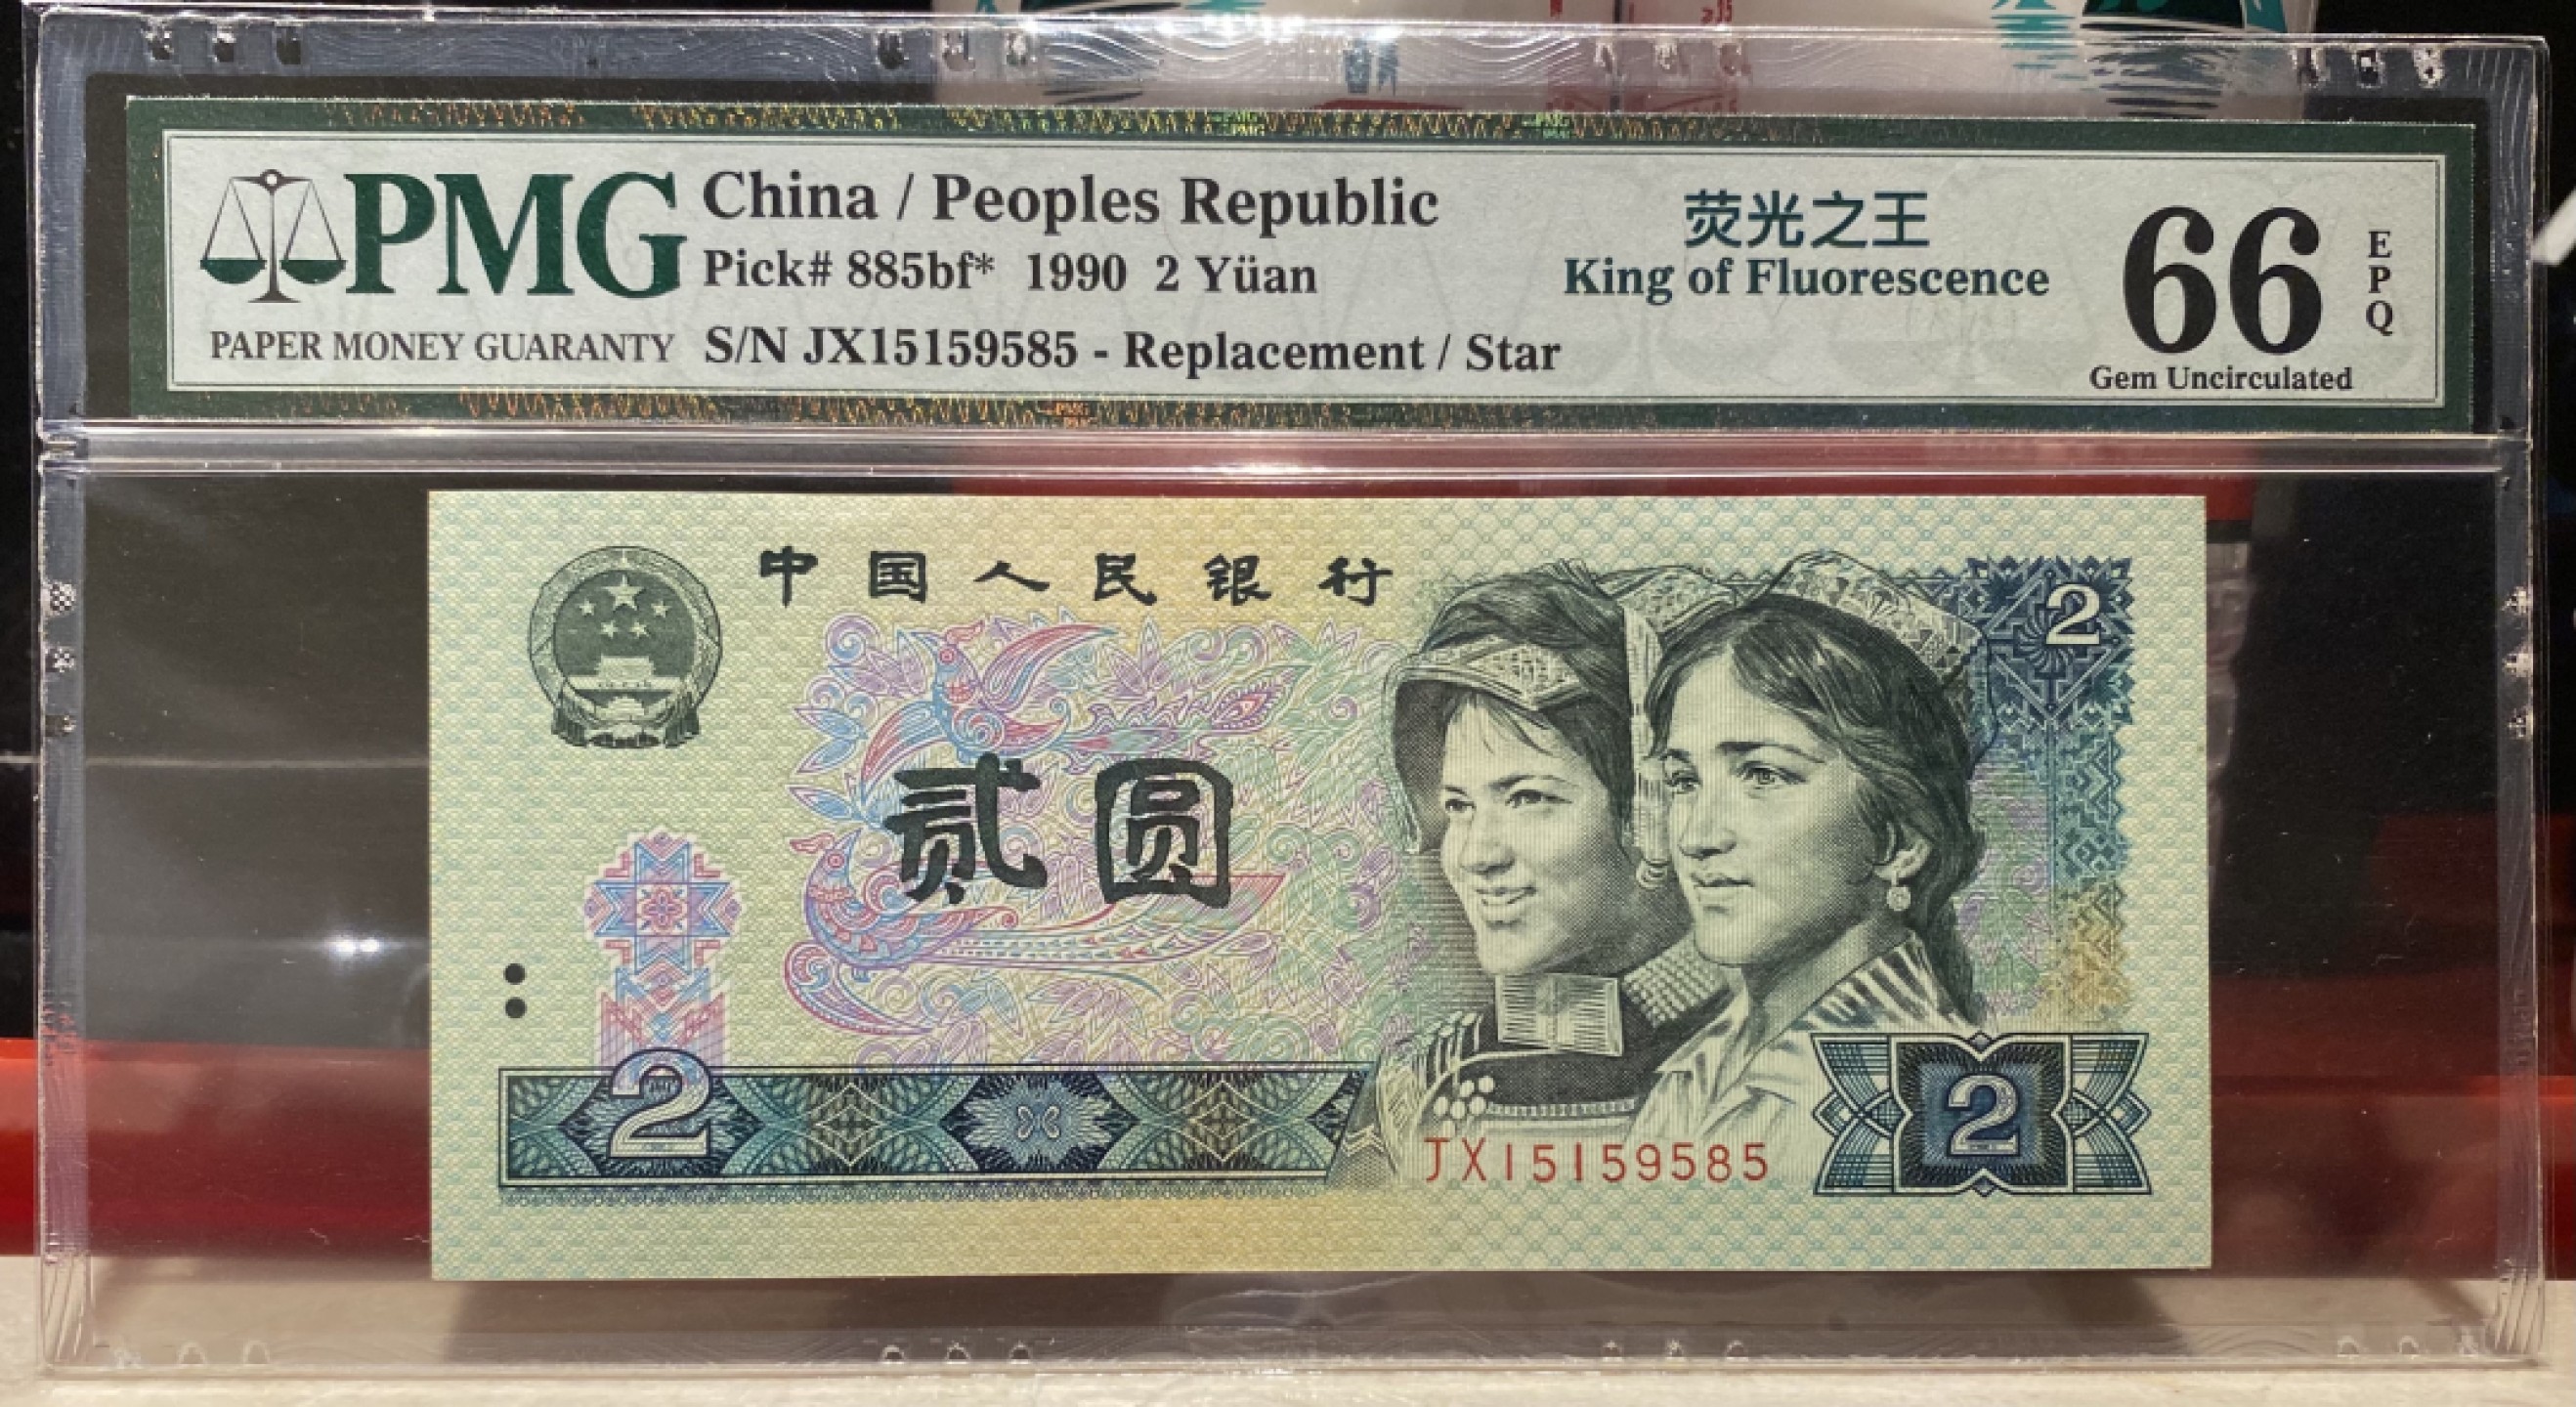 PMG
PAPER MONEY GUARANTY
China / Peoples Republic
Pick# 885bf* 1990 2 Yüan
S/N JX15159585 - Replacement / Star
荧光之王
King of Fluorescence
66
EPQ
Gem Uncirculated
中国人民银行
2
贰圆
2
JX15159585
2